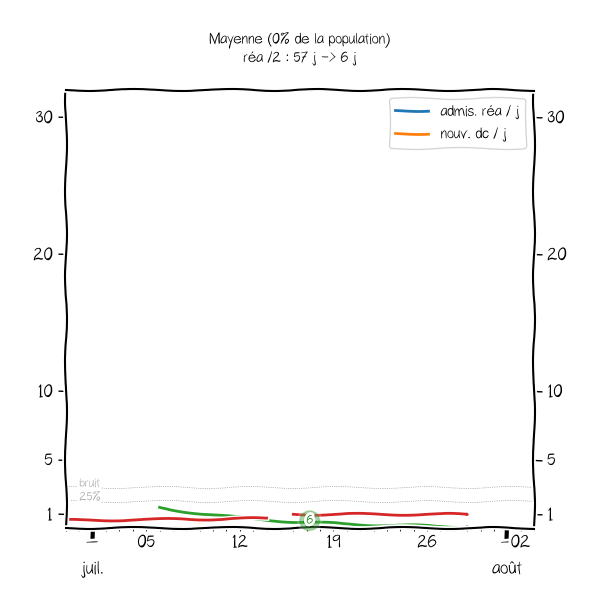 Mayenne (0% de la population)
réa /2 : 57 j -> 6 j
admis. réa / j
nouv. dc / j
30
30
20
20
10
10
5
5
bruit
25%
1
1
6
05
12
19
26
02
juil.
août